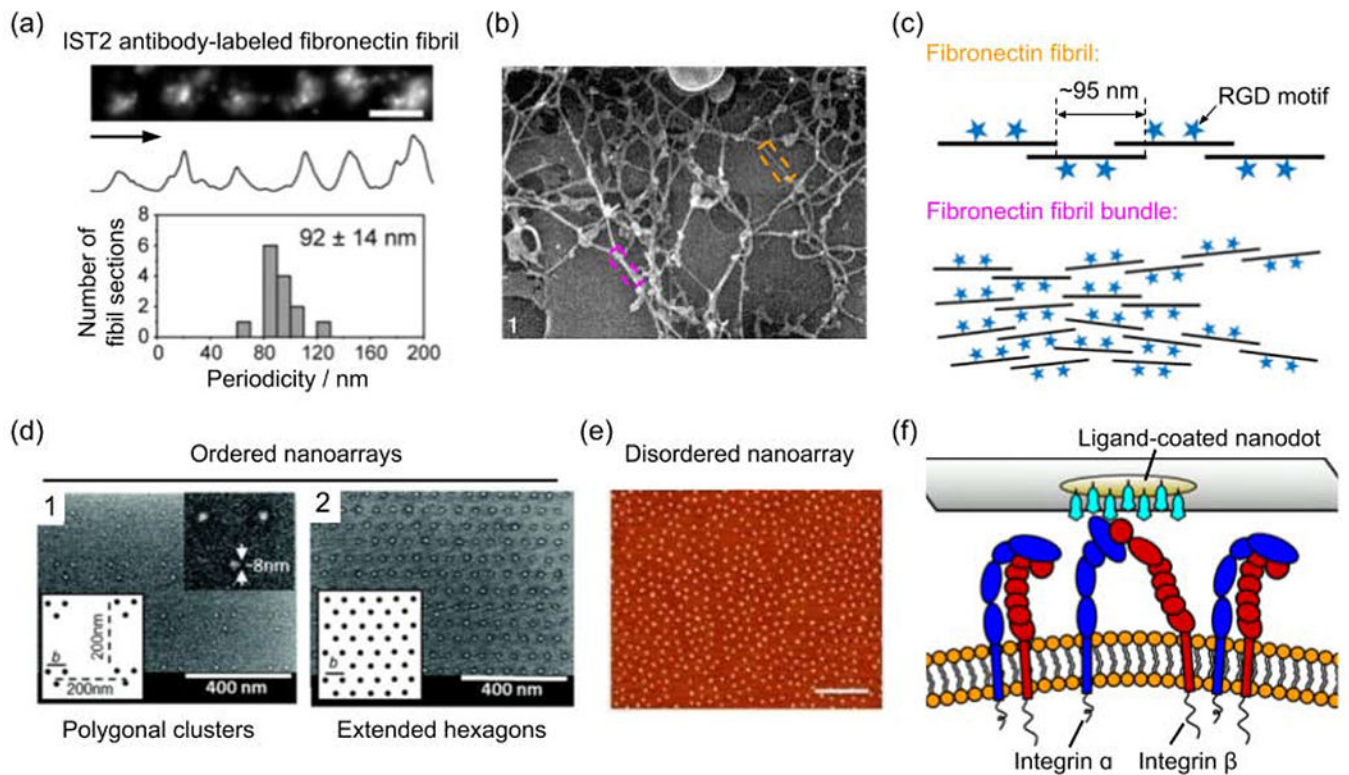 (a)
IST2 antibody-labeled fibronectin fibril
92 ± 14 nm
Number of
fibil sections
8
6
4
2
0
0 40 80 120 160 200
Periodicity / nm
(b)
1
(c)
Fibronectin fibril:
~95 nm
RGD motif
Fibronectin fibril bundle:
(d)
Ordered nanoarrays
1
~8nm
200nm
b
200nm
400 nm
Polygonal clusters
2
b
400 nm
Extended hexagons
(e)
Disordered nanoarray
(f)
Ligand-coated nanodot
Integrin α
Integrin β